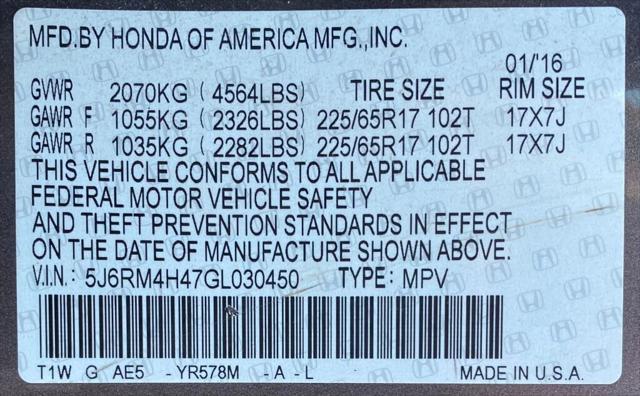 MFD.BY HONDA OF AMERICA MFG.,INC.
01/'16
GVWR 2070KG (4564LBS) TIRE SIZE RIM SIZE
GAWR F 1055KG (2326LBS) 225/65R17 102T 17X7J
GAWR R 1035KG (2282LBS) 225/65R17 102T 17X7J
THIS VEHICLE CONFORMS TO ALL APPLICABLE
FEDERAL MOTOR VEHICLE SAFETY
AND THEFT PREVENTION STANDARDS IN EFFECT
ON THE DATE OF MANUFACTURE SHOWN ABOVE.
V.I.N.: 5J6RM4H47GL030450 TYPE: MPV
T1W G AE5 - YR578M - A - L MADE IN U.S.A.